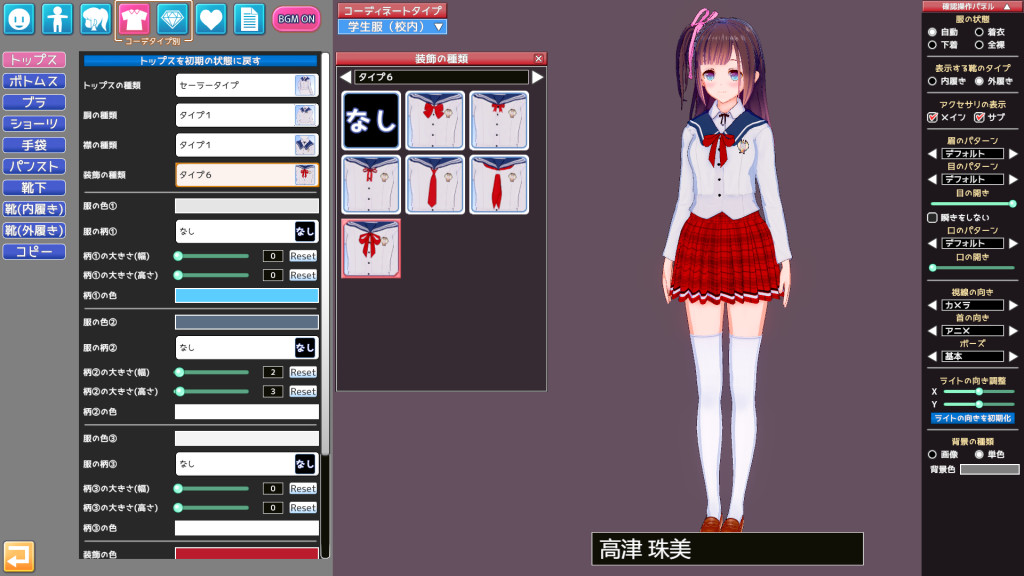 BGM ON
コーデタイプ別
コーディネートタイプ
学生服（校内）
トップス
ボトムス
ブラ
ショーツ
手袋
パンスト
靴下
靴(内履き)
靴(外履き)
コピー
トップスを初期の状態に戻す
トップスの種類
セーラータイプ
胴の種類
タイプ1
襟の種類
タイプ1
装飾の種類
タイプ6
服の色①
服の柄①
なし
なし
柄①の大きさ(幅)
0
Reset
柄①の大きさ(高さ)
0
Reset
柄①の色
服の色②
服の柄②
なし
なし
柄②の大きさ(幅)
2
Reset
柄②の大きさ(高さ)
3
Reset
柄②の色
服の色③
服の柄③
なし
なし
柄③の大きさ(幅)
0
Reset
柄③の大きさ(高さ)
0
Reset
柄③の色
装飾の色
装飾の種類
タイプ6
なし
高津 珠美
確認操作パネル
服の状態
自動
着衣
下着
全裸
表示する靴のタイプ
内履き
外履き
アクセサリの表示
メイン
サブ
眉のパターン
デフォルト
目のパターン
デフォルト
目の開き
瞬きをしない
口のパターン
デフォルト
口の開き
視線の向き
カメラ
首の向き
アニメ
ポーズ
基本
ライトの向き調整
X
Y
ライトの向きを初期化
背景の種類
画像
単色
背景色